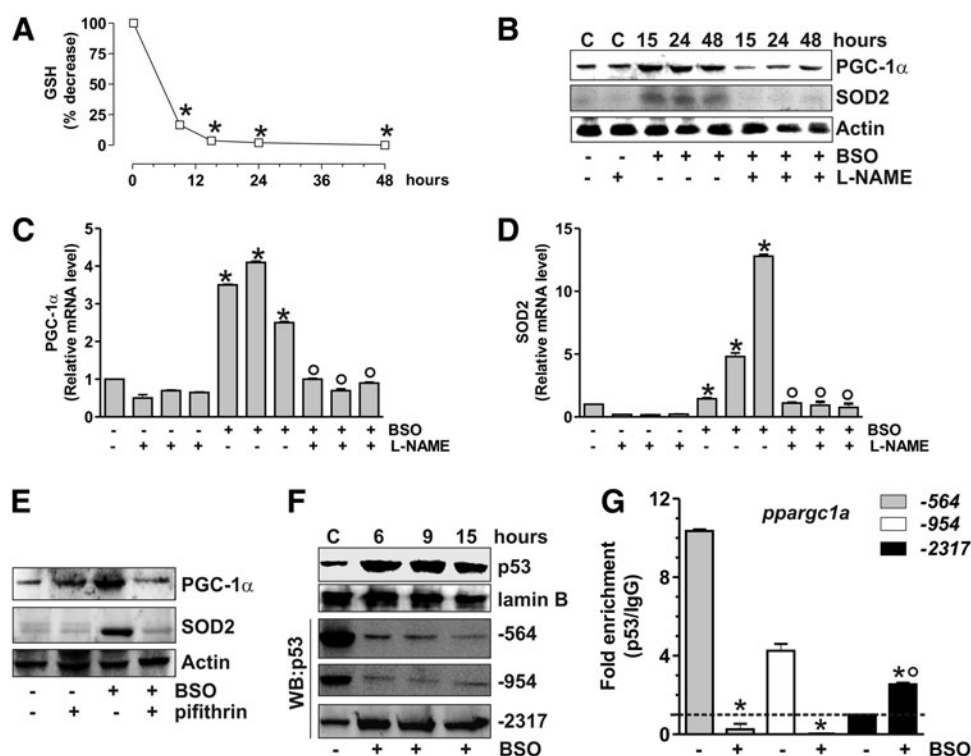 A
GSH
(% decrease)
100
75
50
25
0
* * * *
0 12 24 36 48 hours
B
C C 15 24 48 15 24 48 hours
PGC-1α
SOD2
Actin
- - + + + + + + BSO
- + - - - + + + L-NAME
C
PGC-1α
(Relative mRNA level)
5
4
3
2
1
0
* * *
- - - - + + + + + + BSO
- + + + - - - + + + L-NAME
D
SOD2
(Relative mRNA level)
15
10
5
0
* * *
- - - - + + + + + + BSO
- + + + - - - + + + L-NAME
E
PGC-1α
SOD2
Actin
- - + + BSO
- + - + pifithrin
F
C 6 9 15 hours
p53
lamin B
WB:p53
-564
-954
-2317
- + + + BSO
G
ppargc1a
-564
-954
-2317
Fold enrichment
(p53/IgG)
12
8
4
0
* * *°
- + - + - + BSO